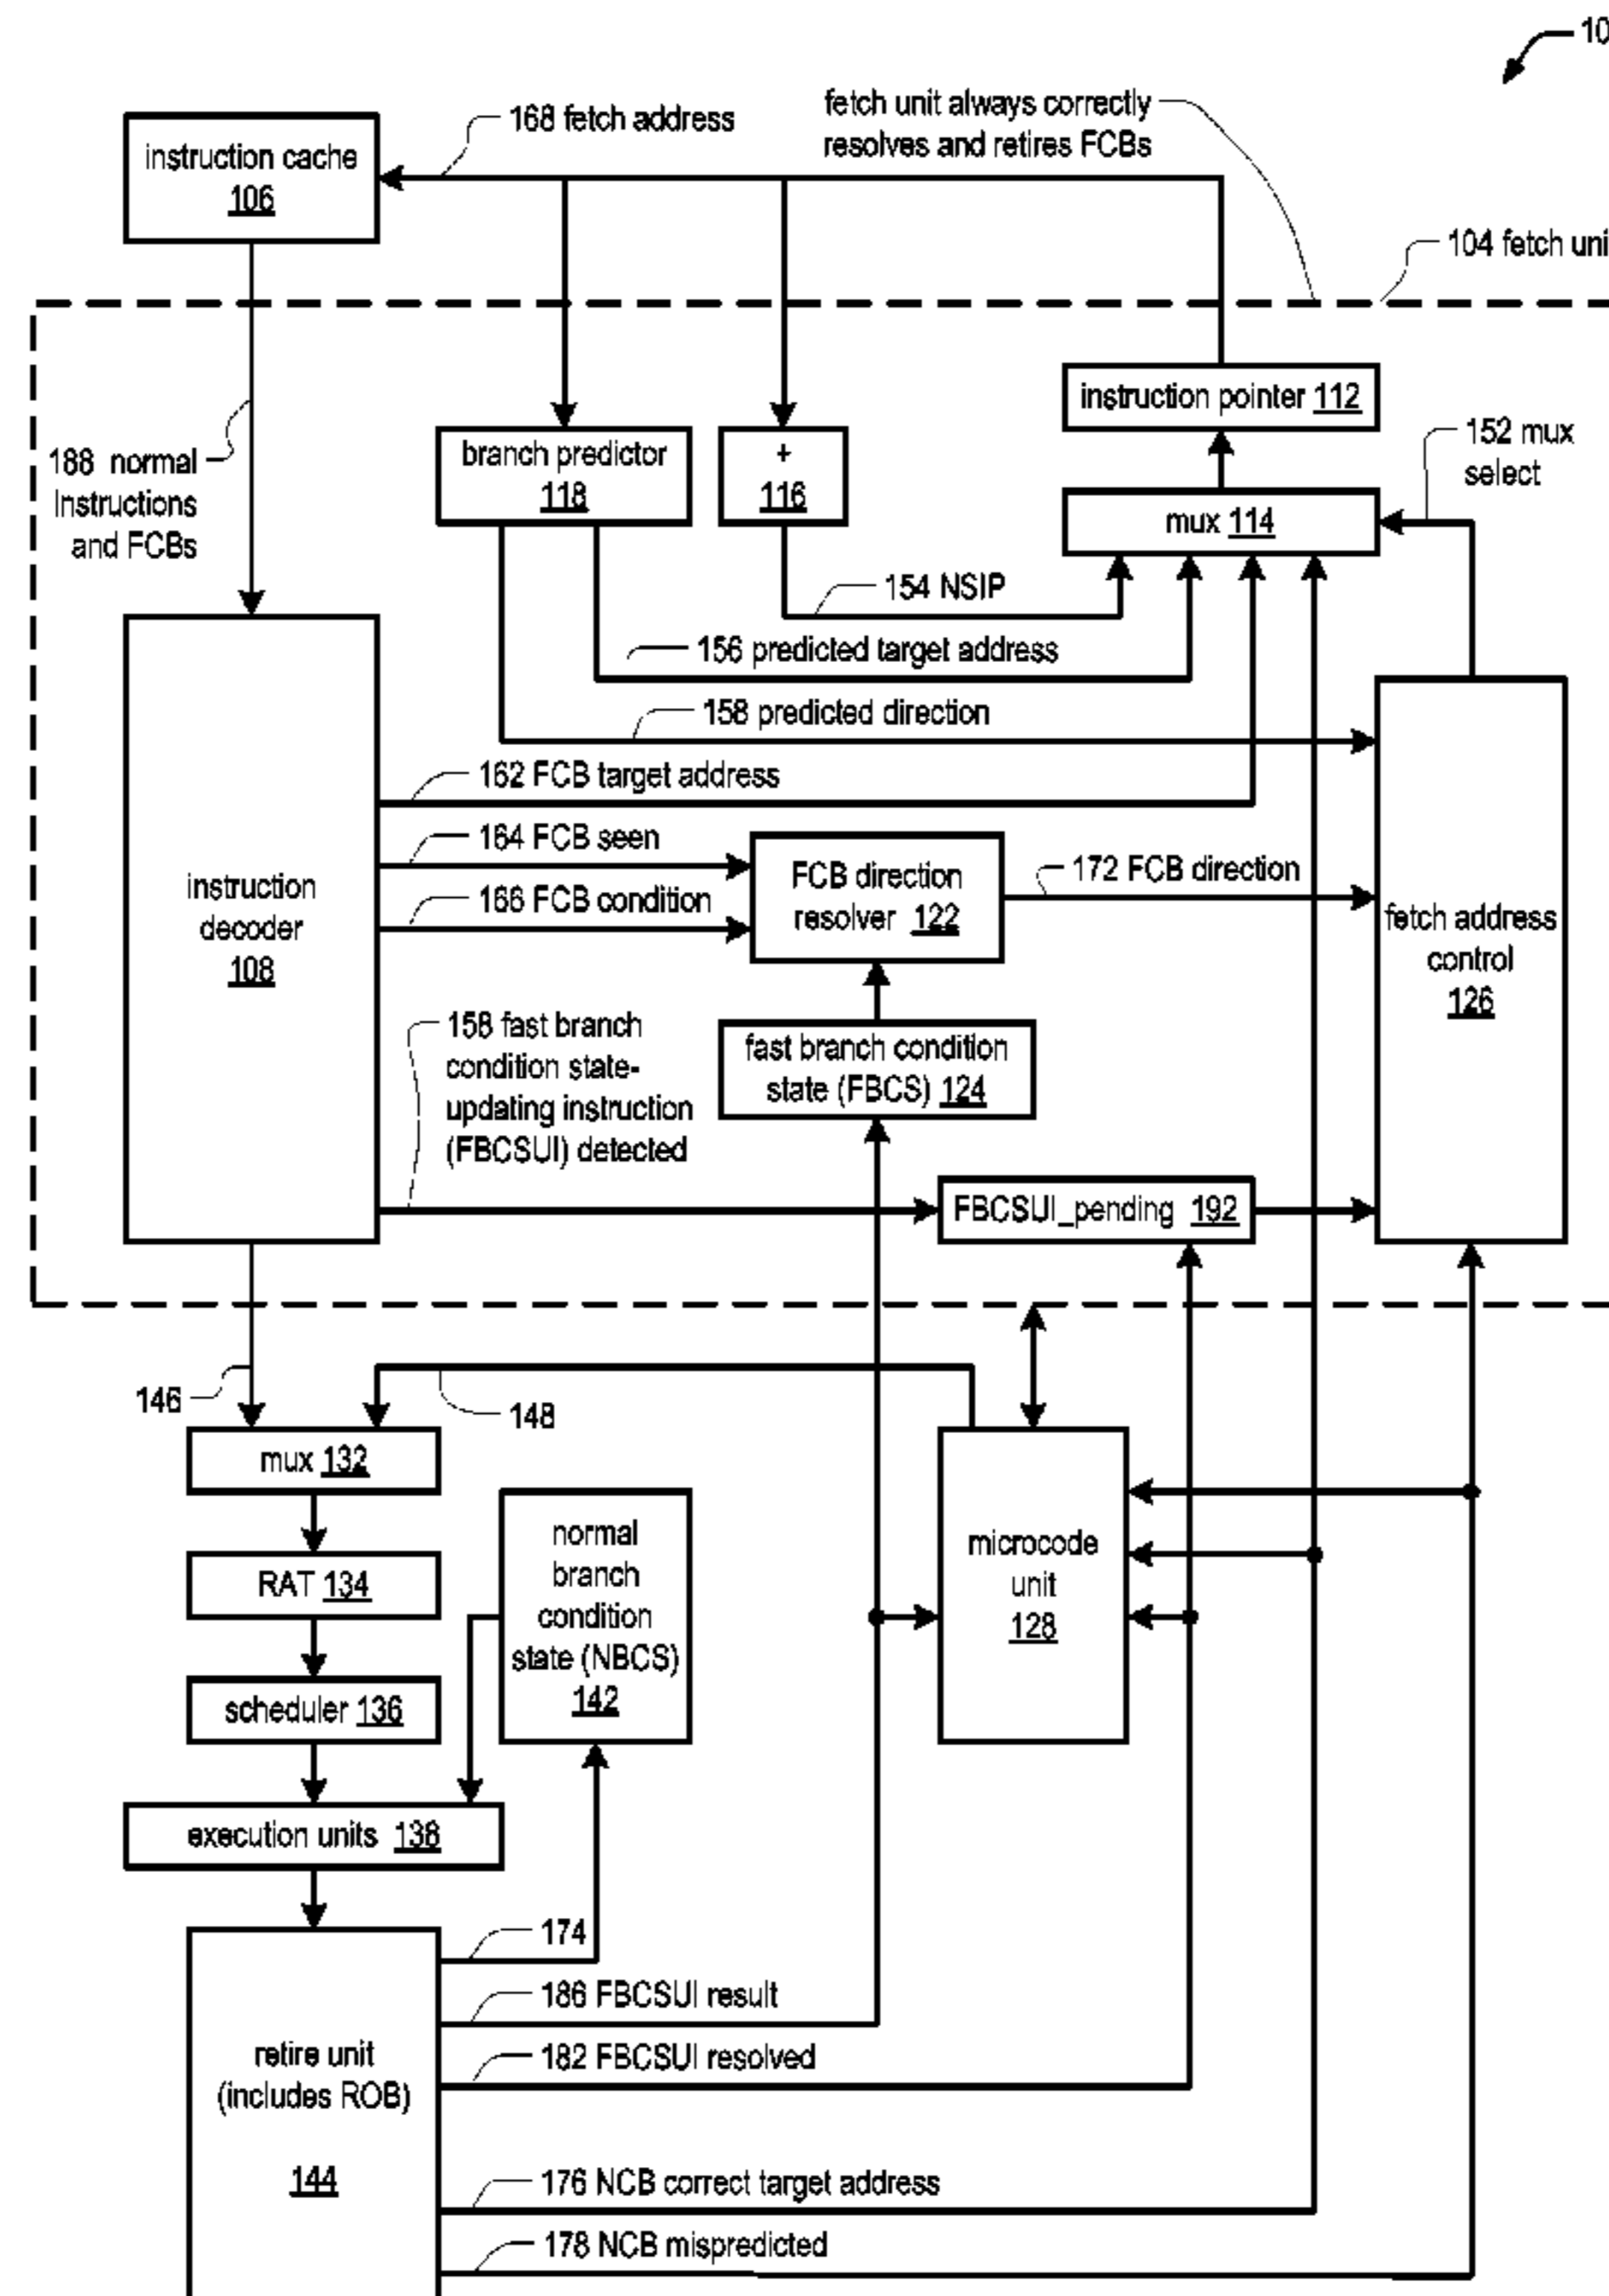 10
168 fetch address
fetch unit always correctly
resolves and retires FCBs
instruction cache
106
104 fetch uni
instruction pointer 112
152 mux
select
branch predictor
118
+
116
mux 114
188 normal
Instructions
and FCBs
154 NSIP
156 predicted target address
158 predicted direction
162 FCB target address
164 FCB seen
166 FCB condition
FCB direction
resolver 122
172 FCB direction
instruction
decoder
108
fetch address
control
126
158 fast branch
condition state-
updating instruction
(FBCSUI) detected
fast branch condition
state (FBCS) 124
FBCSUI_pending 192
146
148
mux 132
RAT 134
scheduler 136
execution units 138
normal
branch
condition
state (NBCS)
142
microcode
unit
128
174
186 FBCSUI result
182 FBCSUI resolved
retire unit
(includes ROB)
144
176 NCB correct target address
178 NCB mispredicted